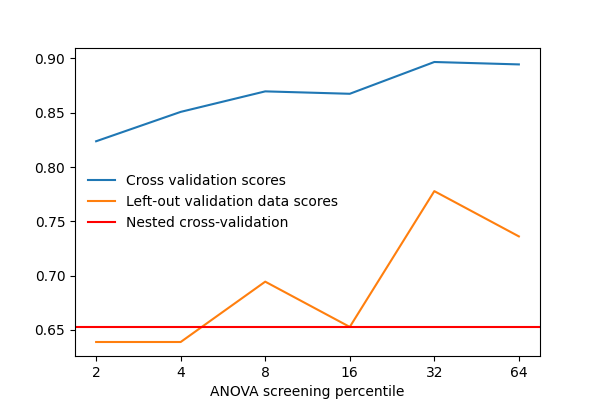 0.90
0.85
0.80
0.75
0.70
0.65
Cross validation scores
Left-out validation data scores
Nested cross-validation
2 4 8 16 32 64
ANOVA screening percentile